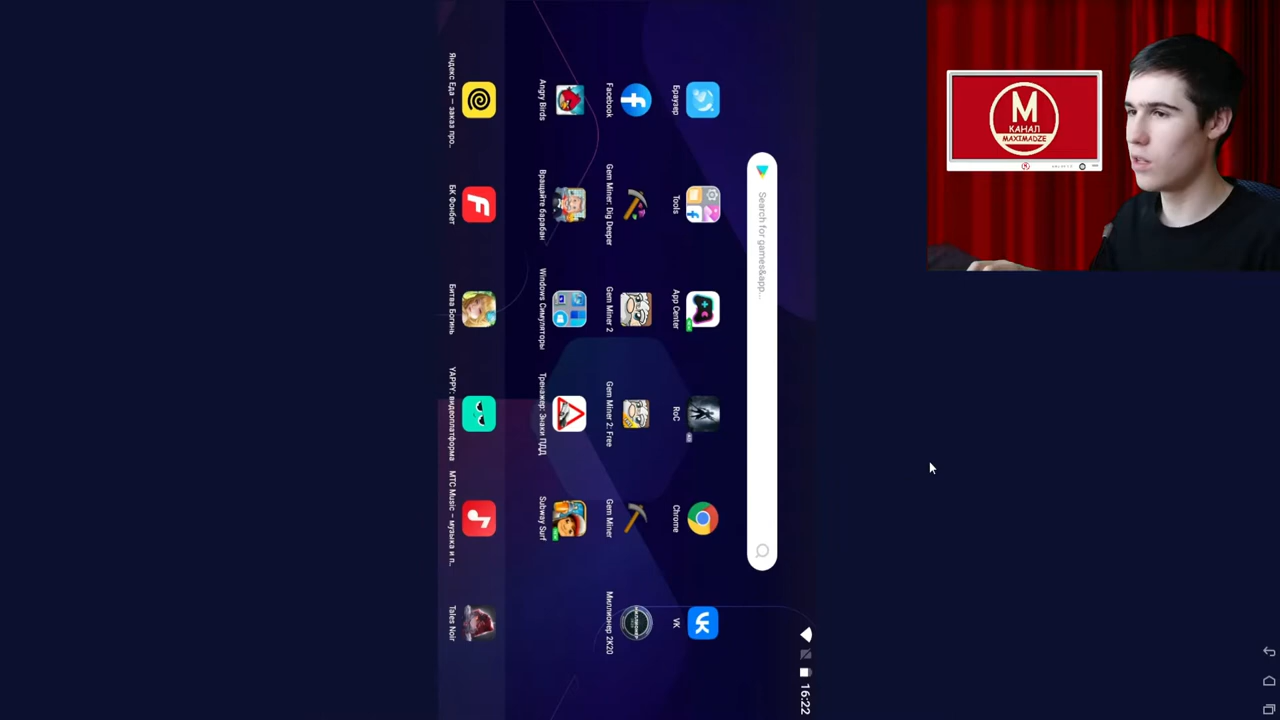 16:22
Search for games&app...
Браузер
Tools
App Center
RoC
Chrome
VK
Facebook
Gem Miner: Dig Deeper
Gem Miner 2
Gem Miner 2: Free
Gem Miner
Миллионер 2K20
Angry Birds
Вращайте барабан
Windows Симуляторы
Тренажер: Знаки ПДД
Subway Surf
Яндекс Еда — заказ про..
БК Фонбет
Битва Богинь
YAPPY: видеоплатформа
МТС Music – музыка и п..
Tales Noir
М
КАНАЛ
MAXIMADZE